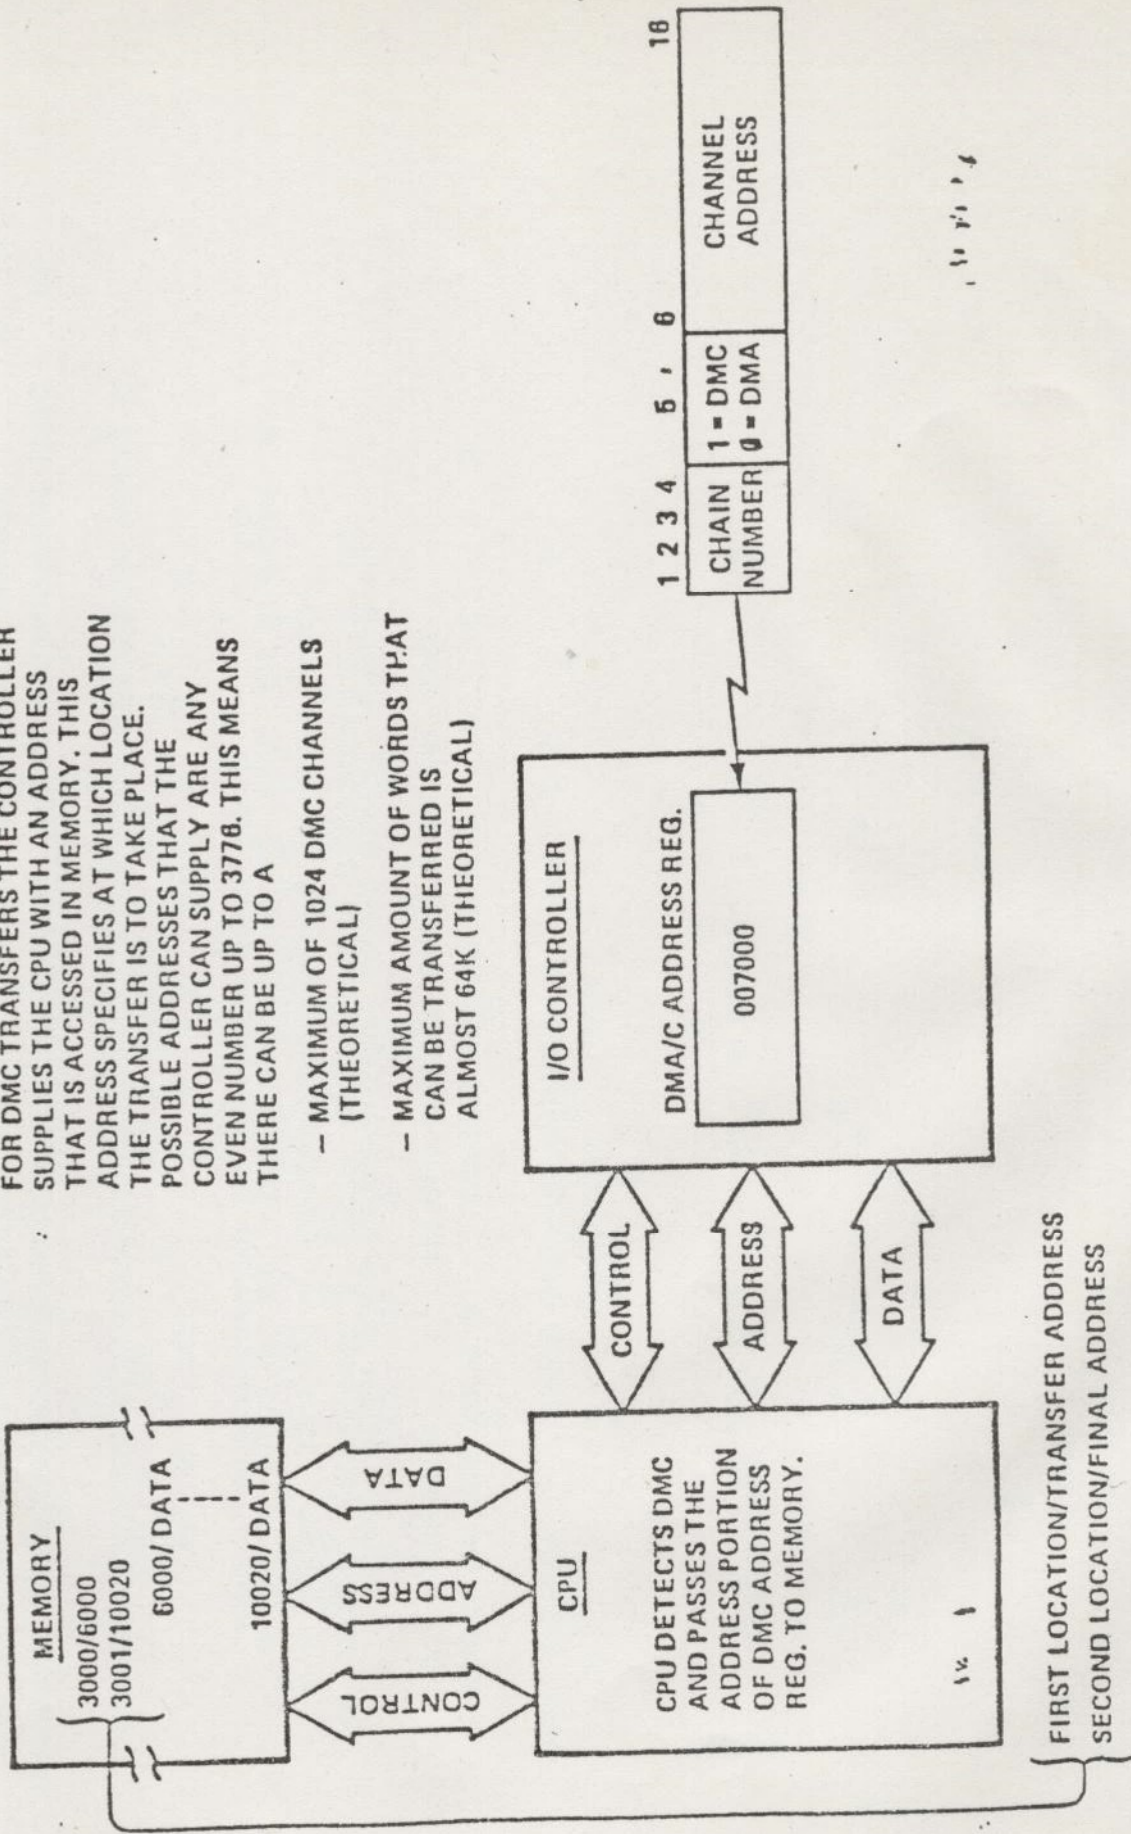 FOR DMC TRANSFERS THE CONTROLLER
SUPPLIES THE CPU WITH AN ADDRESS
THAT IS ACCESSED IN MEMORY. THIS
ADDRESS SPECIFIES AT WHICH LOCATION
THE TRANSFER IS TO TAKE PLACE.
POSSIBLE ADDRESSES THAT THE
CONTROLLER CAN SUPPLY ARE ANY
EVEN NUMBER UP TO 3776. THIS MEANS
THERE CAN BE UP TO A
– MAXIMUM OF 1024 DMC CHANNELS
(THEORETICAL)
– MAXIMUM AMOUNT OF WORDS THAT
CAN BE TRANSFERRED IS
ALMOST 64K (THEORETICAL)
MEMORY
3000/6000
3001/10020
6000/DATA
10020/DATA
CONTROL
ADDRESS
DATA
CPU
CPU DETECTS DMC
AND PASSES THE
ADDRESS PORTION
OF DMC ADDRESS
REG. TO MEMORY.
CONTROL
ADDRESS
DATA
I/O CONTROLLER
DMA/C ADDRESS REG.
007000
1 2 3 4 5 , 6 16
CHAIN
NUMBER
1 = DMC
0 = DMA
CHANNEL
ADDRESS
FIRST LOCATION/TRANSFER ADDRESS
SECOND LOCATION/FINAL ADDRESS